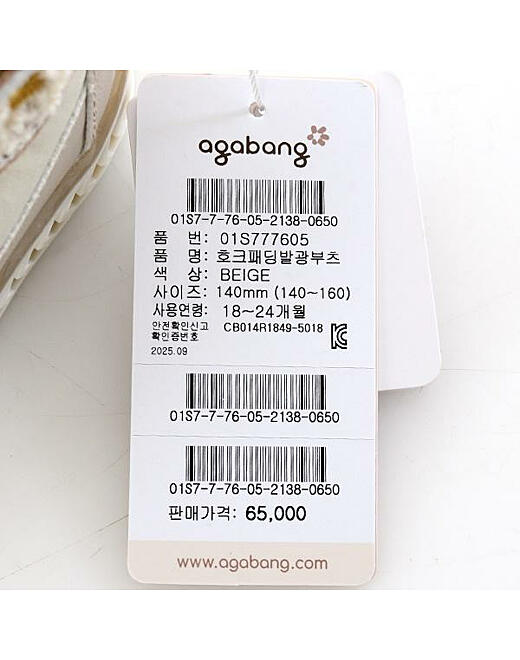 agabang
01S7-7-76-05-2138-0650
품 번: 01S777605
품 명: 호크패딩발광부츠
색 상: BEIGE
사이즈: 140mm (140~160)
사용연령: 18~24개월
안전확인신고
확인증번호 CB014R1849-5018
2025.09
01S7-7-76-05-2138-0650
01S7-7-76-05-2138-0650
판매가격: 65,000
www.agabang.com